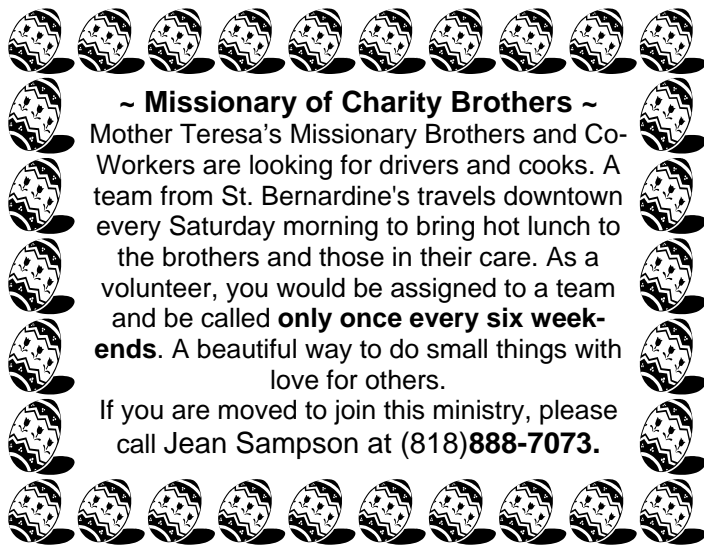 ~ Missionary of Charity Brothers ~
Mother Teresa's Missionary Brothers and Co-
Workers are looking for drivers and cooks. A
team from St. Bernardine's travels downtown
every Saturday morning to bring hot lunch to
the brothers and those in their care. As a
volunteer, you would be assigned to a team
and be called only once every six week-
ends. A beautiful way to do small things with
love for others.
If you are moved to join this ministry, please
call Jean Sampson at (818)888-7073.